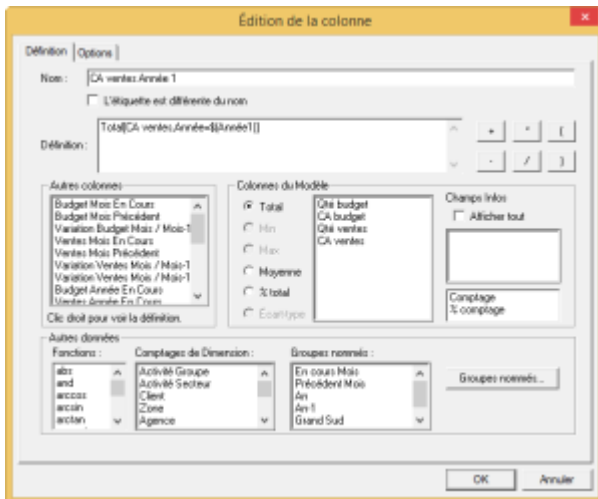 Édition de la colonne
Définition
Options
Nom :
CA ventes Année 1
L'étiquette est différente du nom
Définition :
Total[CA ventes,Année=${Année1}]
+ * (
- / )
Autres colonnes
Budget Mois En Cours
Budget Mois Précédent
Variation Budget Mois / Mois-1
Ventes Mois En Cours
Ventes Mois Précédent
Variation Ventes Mois / Mois-1
Variation Ventes Mois / Mois-1
Budget Année En Cours
Ventes Année En Cours
Clic droit pour voir la définition.
Colonnes du Modèle
Total
Min
Max
Moyenne
% total
Ecart-type
Qté budget
CA budget
Qté ventes
CA ventes
Champs Infos
Afficher tout
Comptage
% comptage
Autres données
Fonctions :
abs
and
arccos
arcsin
arctan
Comptages de Dimension :
Activité Groupe
Activité Secteur
Client
Zone
Agence
Groupes nommés :
En cours Mois
Précédent Mois
An
An-1
Grand Sud
Groupes nommés...
OK
Annuler